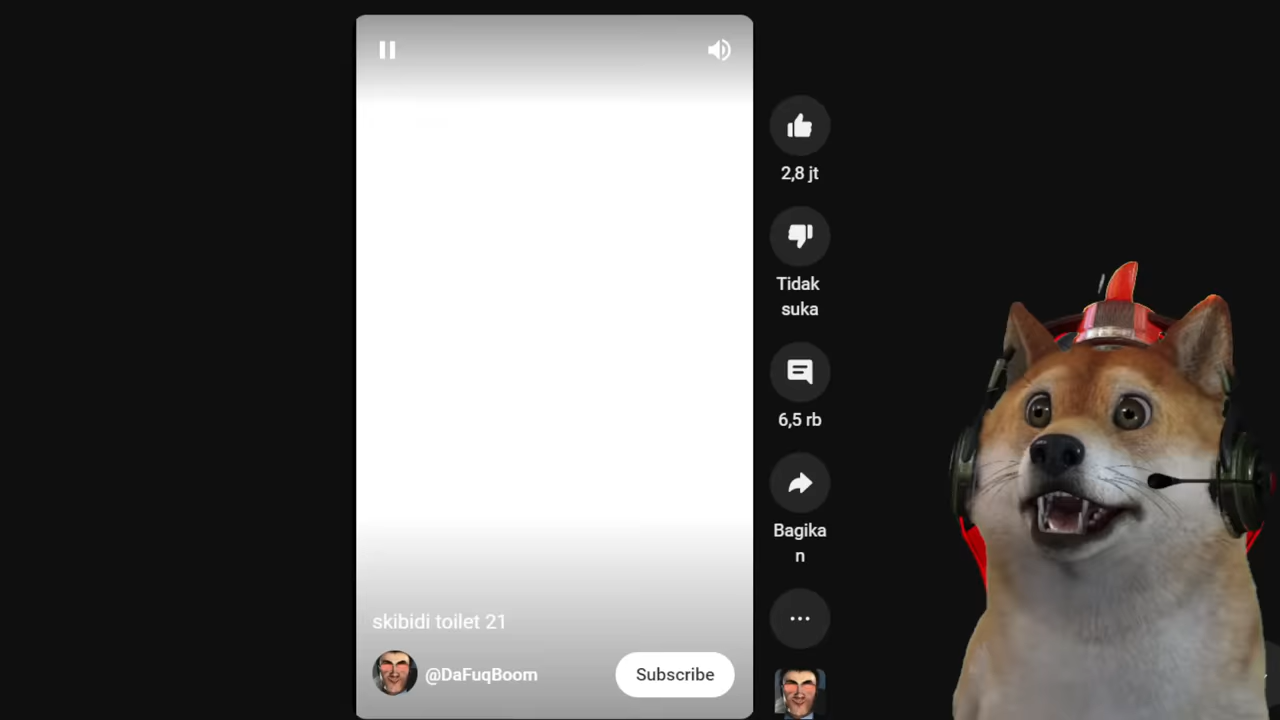 2,8 jt
Tidak
suka
6,5 rb
Bagika
n
skibidi toilet 21
@DaFuqBoom
Subscribe